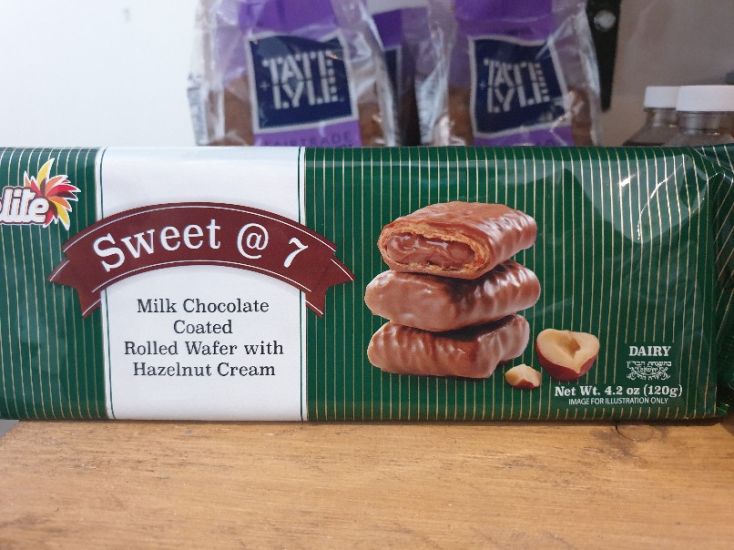 TATE
+ LYLE
FAIRTRADE
TATE
+ LYLE
lite
Sweet @ 7
Milk Chocolate
Coated
Rolled Wafer with
Hazelnut Cream
DAIRY
Net Wt. 4.2 oz (120g)
IMAGE FOR ILLUSTRATION ONLY